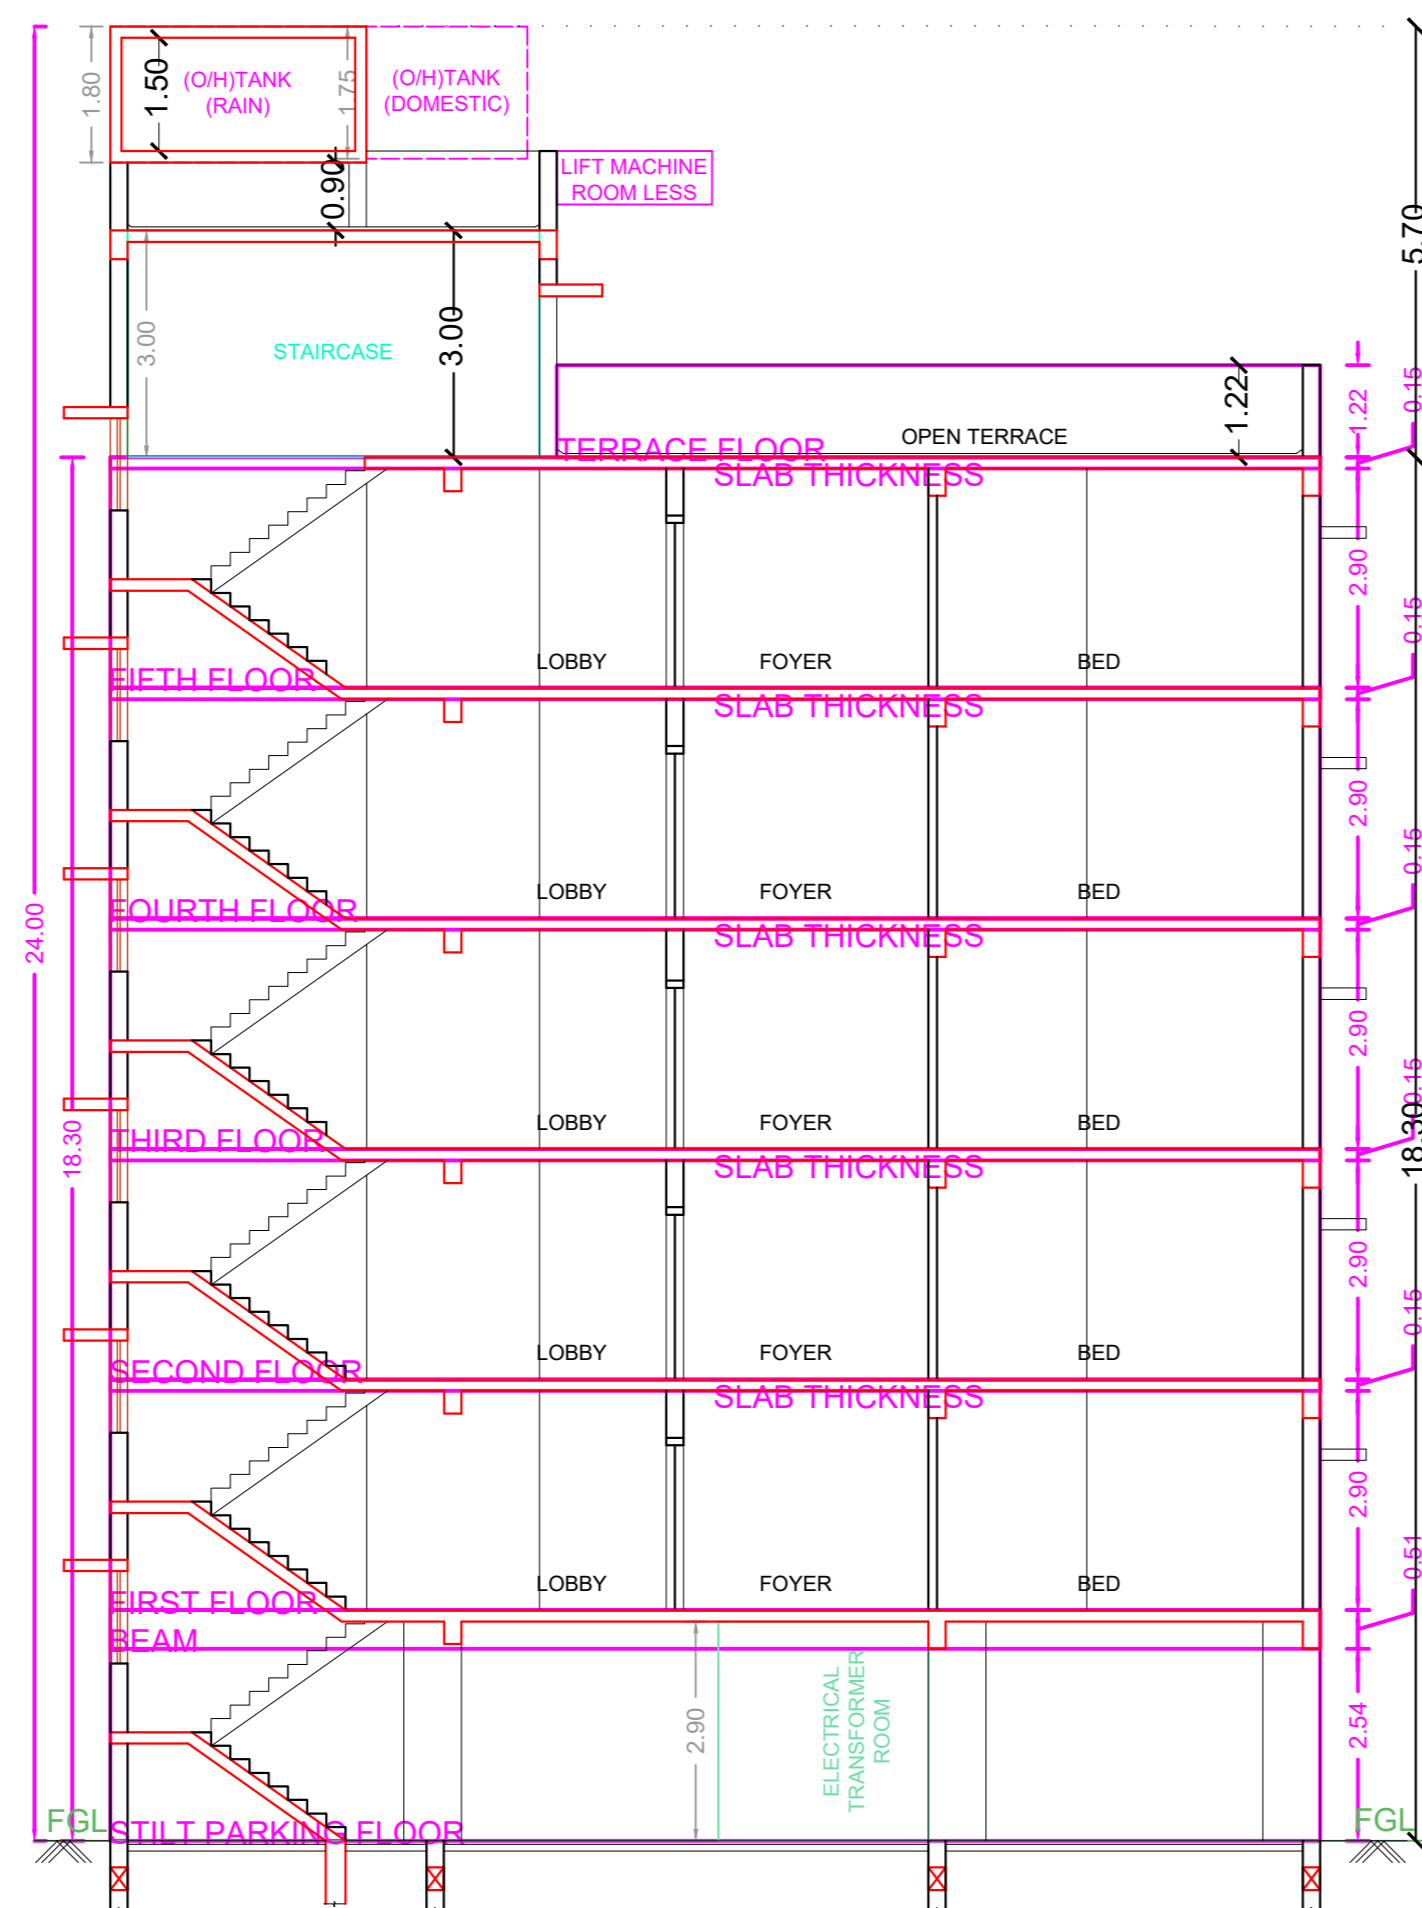 1.80
1.50
(O/H)TANK
(RAIN)
1.75
(O/H)TANK
(DOMESTIC)
0.90
LIFT MACHINE
ROOM LESS
5.70
3.00
STAIRCASE
3.00
1.22
1.22
0.15
OPEN TERRACE
TERRACE FLOOR
SLAB THICKNESS
2.90
0.15
LOBBY
FOYER
BED
FIFTH FLOOR
SLAB THICKNESS
2.90
0.15
LOBBY
FOYER
BED
FOURTH FLOOR
24.00
SLAB THICKNESS
2.90
0.15
LOBBY
FOYER
BED
THIRD FLOOR
18.30
18.30
SLAB THICKNESS
2.90
0.15
LOBBY
FOYER
BED
SECOND FLOOR
SLAB THICKNESS
2.90
0.51
LOBBY
FOYER
BED
FIRST FLOOR
BEAM
2.90
ELECTRICAL
TRANSFORMER
ROOM
2.54
FGL
STILT PARKING FLOOR
FGL